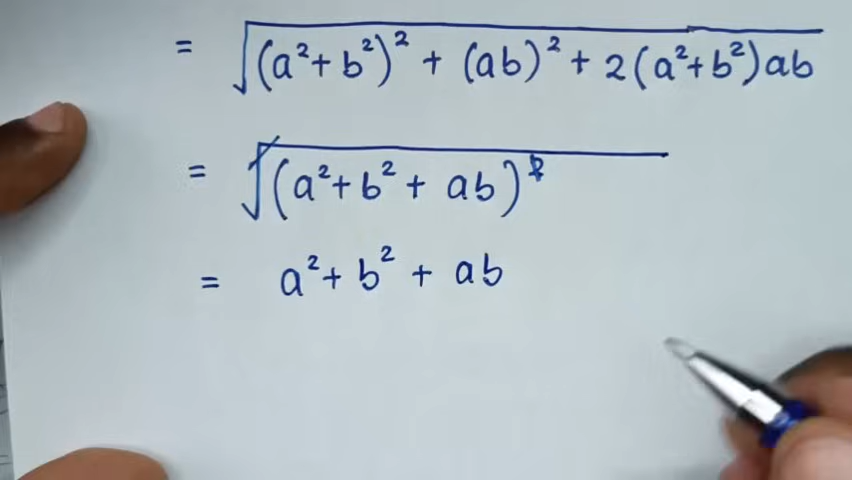 = √(a²+ b²)² + (ab)² + 2(a²+b²)ab
= √(a²+b² + ab)²
= a²+ b² + ab